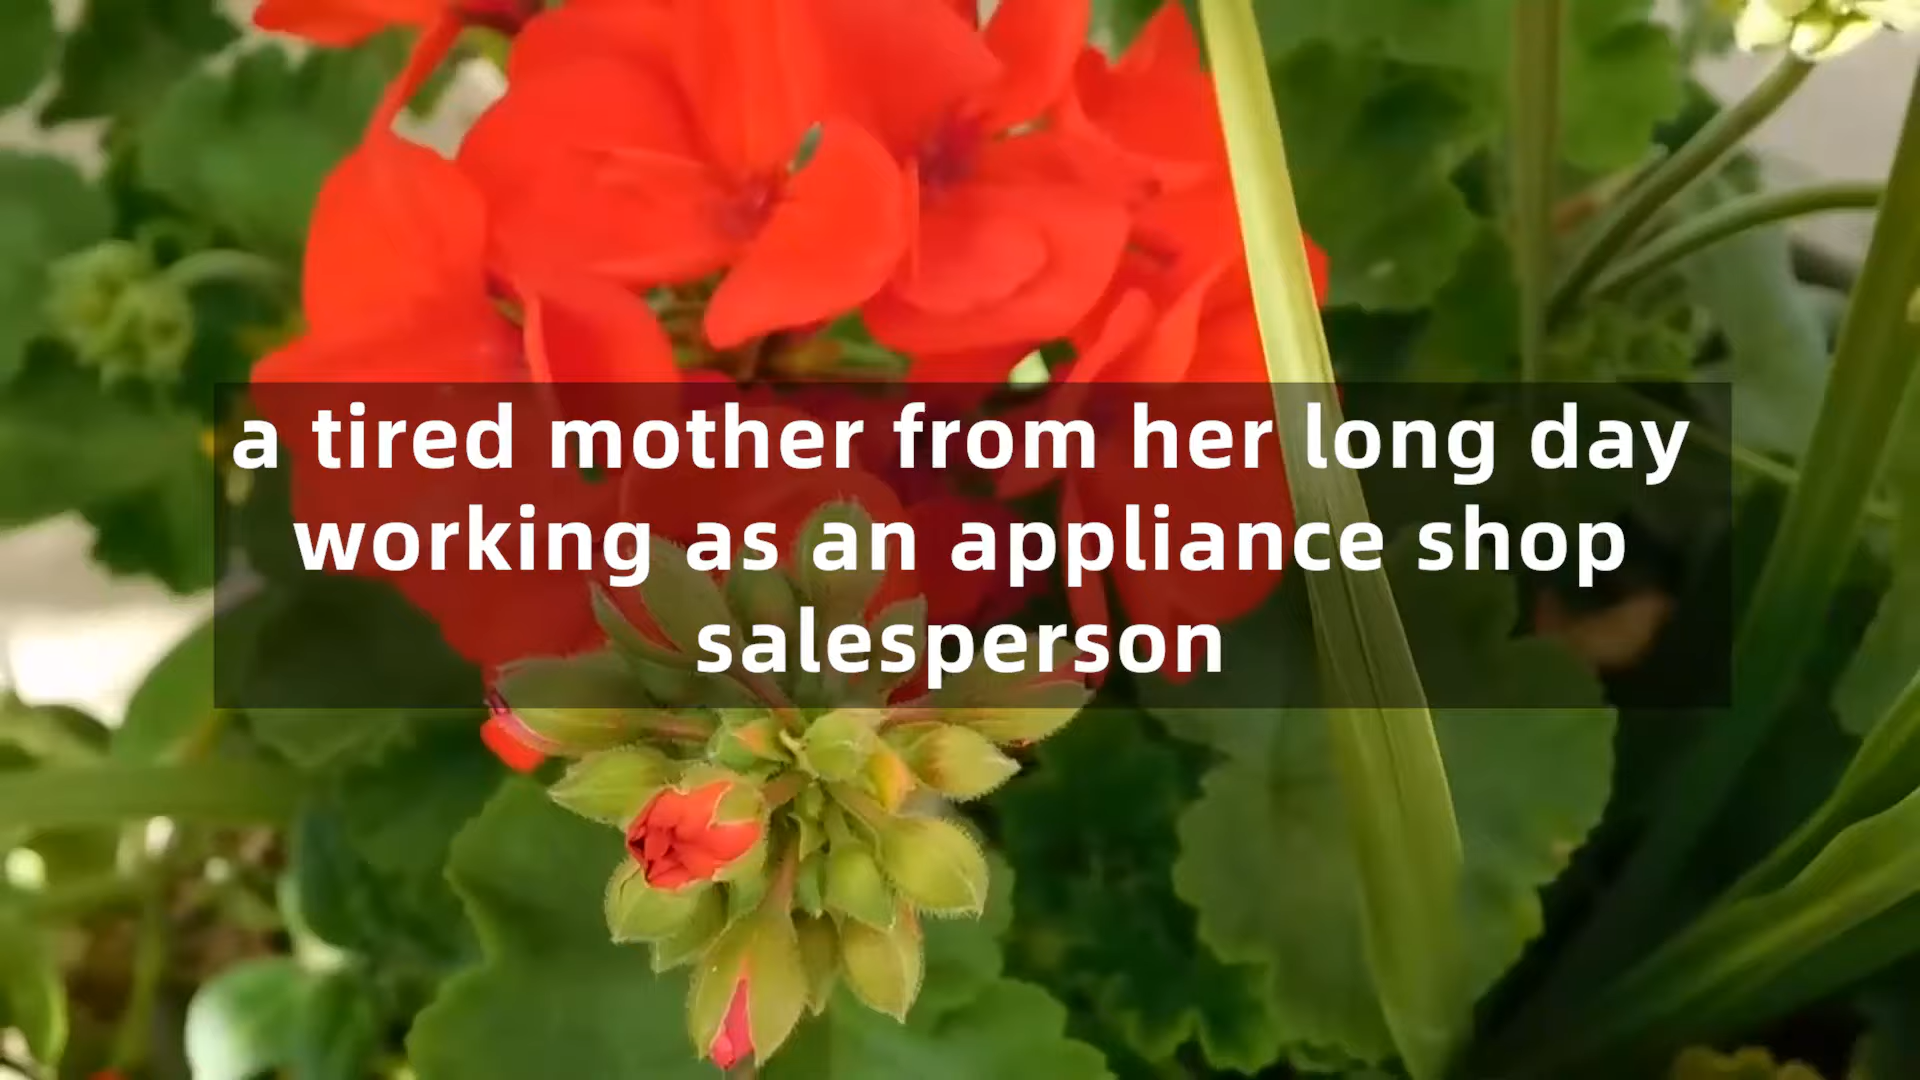 a tired mother from her long day
working as an appliance shop
salesperson